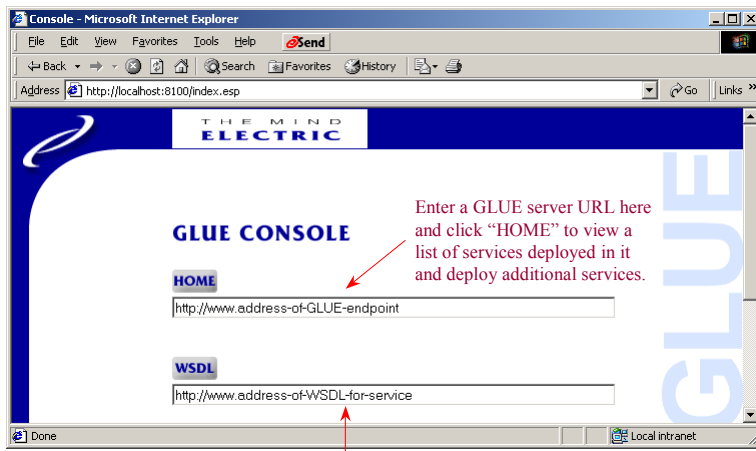 Console - Microsoft Internet Explorer
File Edit View Favorites Tools Help Send
Back Search Favorites History
Address http://localhost:8100/index.esp Go Links »
THE MIND
ELECTRIC
GLUE
GLUE CONSOLE
Enter a GLUE server URL here
and click “HOME” to view a
list of services deployed in it
and deploy additional services.
HOME
http://www.address-of-GLUE-endpoint
WSDL
http://www.address-of-WSDL-for-service
Done Local intranet